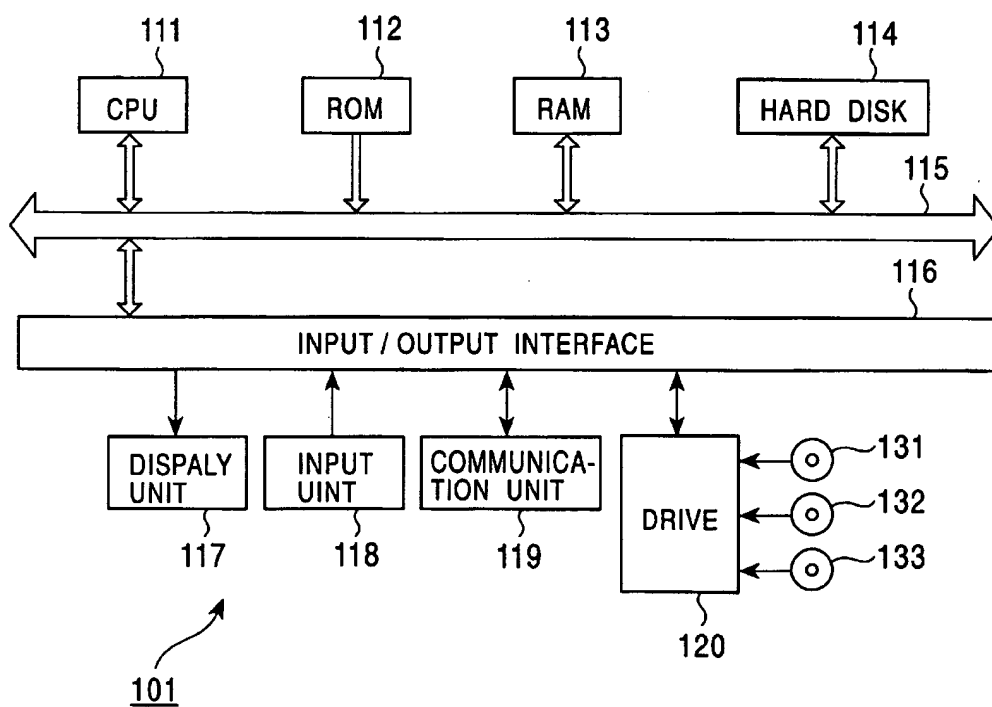 111
112
113
114
CPU
ROM
RAM
HARD DISK
115
116
INPUT / OUTPUT INTERFACE
DISPALY
UNIT
INPUT
UINT
COMMUNICA-
TION UNIT
DRIVE
131
132
133
117
118
119
120
101